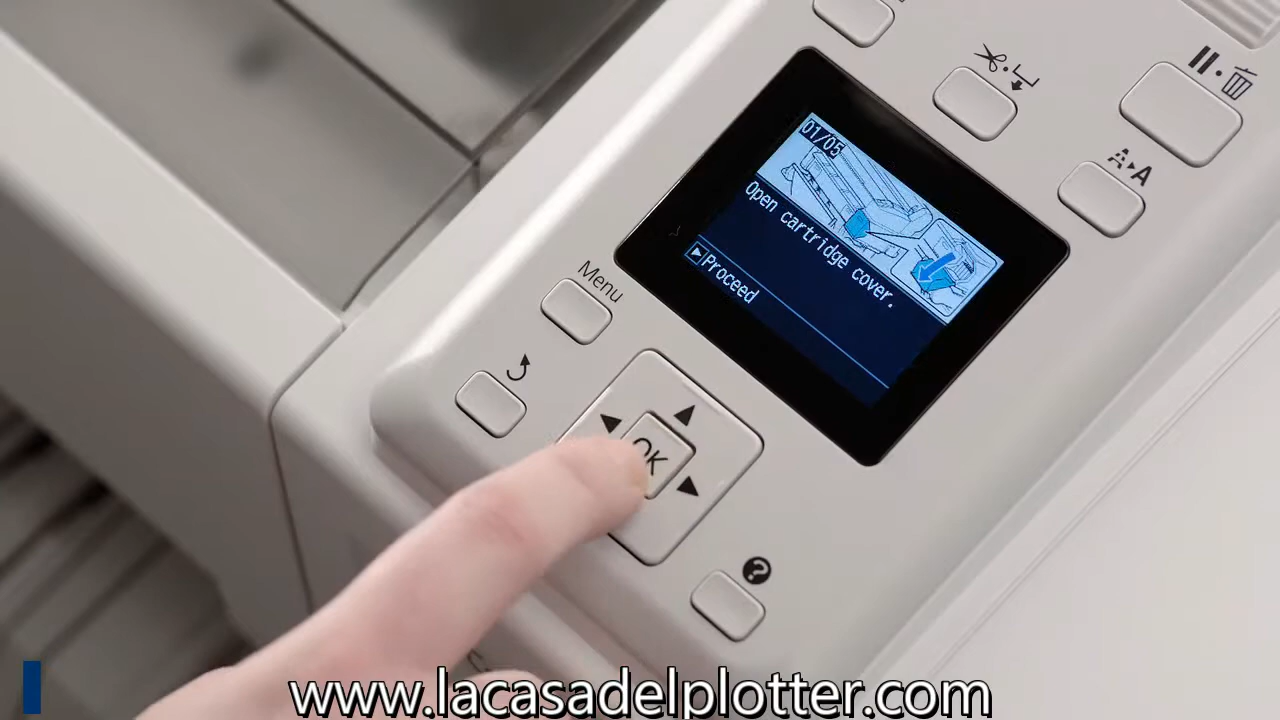 01/05
Open cartridge cover.
Proceed
Menu
OK
A▸A
www.lacasadelplotter.com